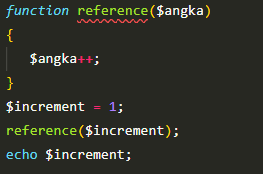 function reference($angka)
{
$angka++;
}
$increment = 1;
reference($increment);
echo $increment;